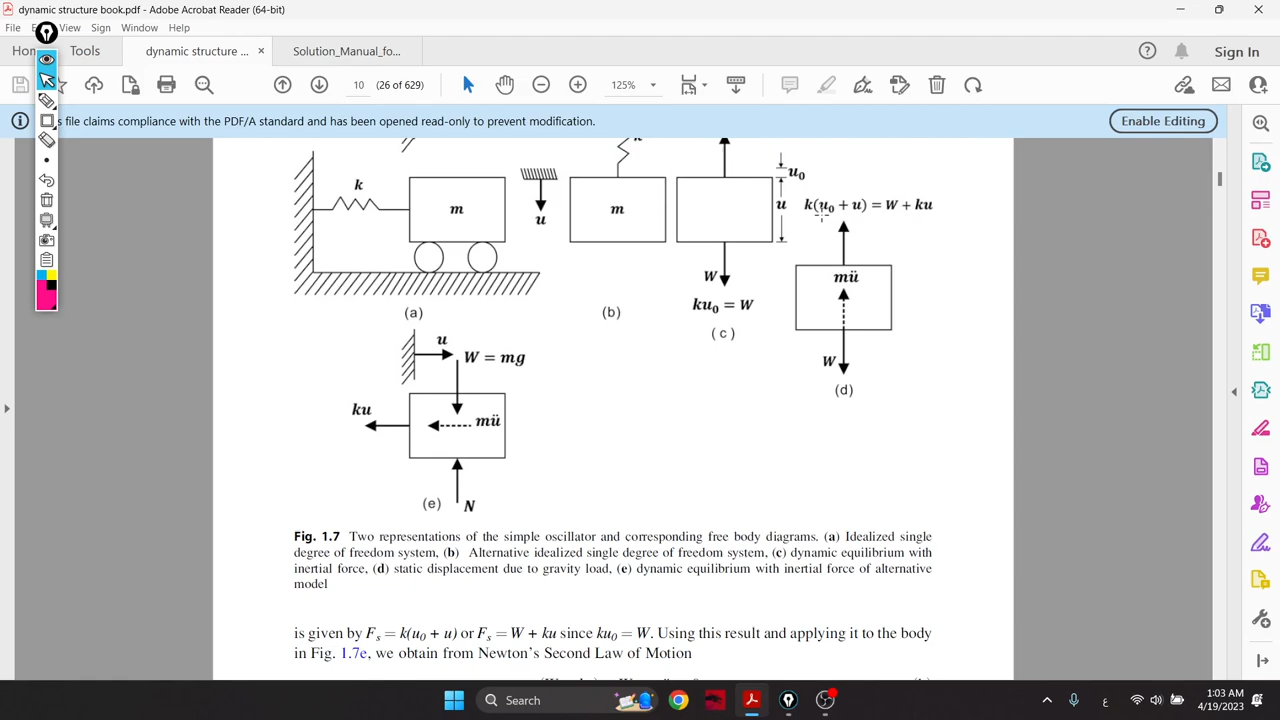 dynamic structure book.pdf - Adobe Acrobat Reader (64-bit)
File
View Sign Window Help
Tools
dynamic structure ... ×
Solution_Manual_fo...
Sign In
10 (26 of 629)
125%
file claims compliance with the PDF/A standard and has been opened read-only to prevent modification.
Enable Editing
k
m
u
m
u₀
u
k(u₀ + u) = W + ku
mü
W
ku₀ = W
W
(a)
(b)
(c)
(d)
u
W = mg
ku
mü
N
(e)
Fig. 1.7 Two representations of the simple oscillator and corresponding free body diagrams. (a) Idealized single
degree of freedom system, (b) Alternative idealized single degree of freedom system, (c) dynamic equilibrium with
inertial force, (d) static displacement due to gravity load, (e) dynamic equilibrium with inertial force of alternative
model
is given by Fₛ = k(u₀ + u) or Fₛ = W + ku since ku₀ = W. Using this result and applying it to the body
in Fig. 1.7e, we obtain from Newton's Second Law of Motion
Search
ع
1:03 AM
4/19/2023